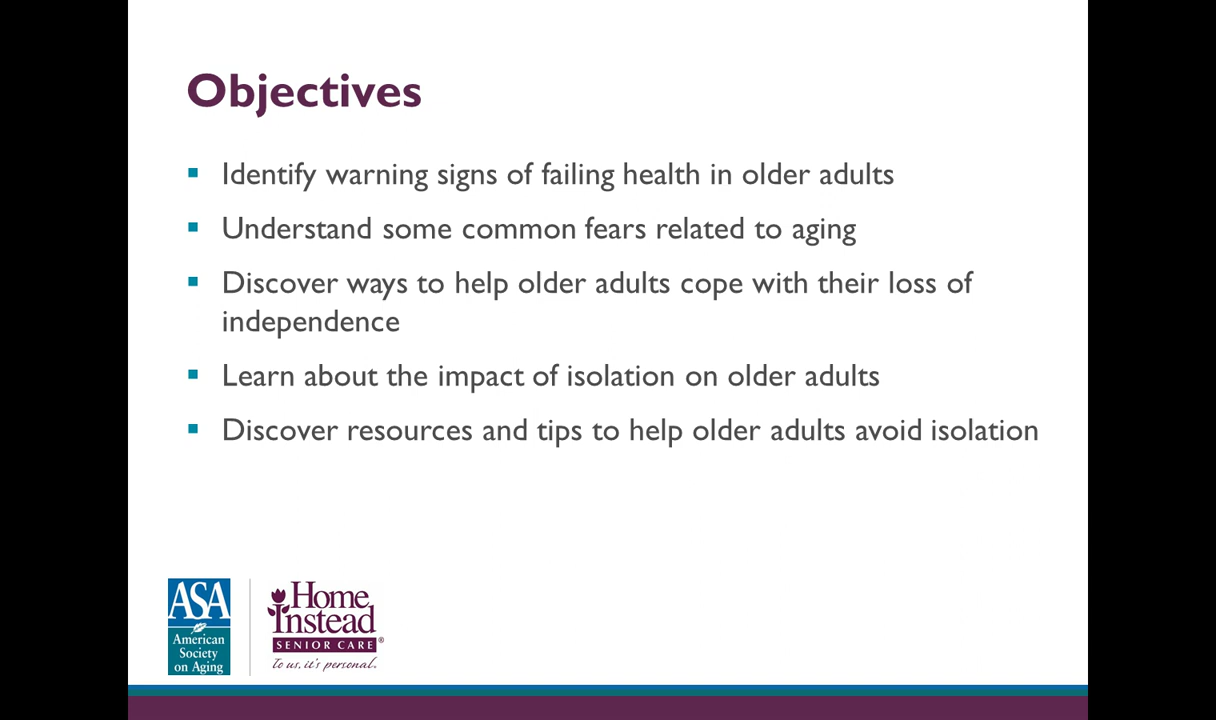 Objectives
Identify warning signs of failing health in older adults
Understand some common fears related to aging
Discover ways to help older adults cope with their loss of
independence
Learn about the impact of isolation on older adults
Discover resources and tips to help older adults avoid isolation
ASA
American
Society
on Aging
Home
Instead
SENIOR CARE®
To us, it's personal.